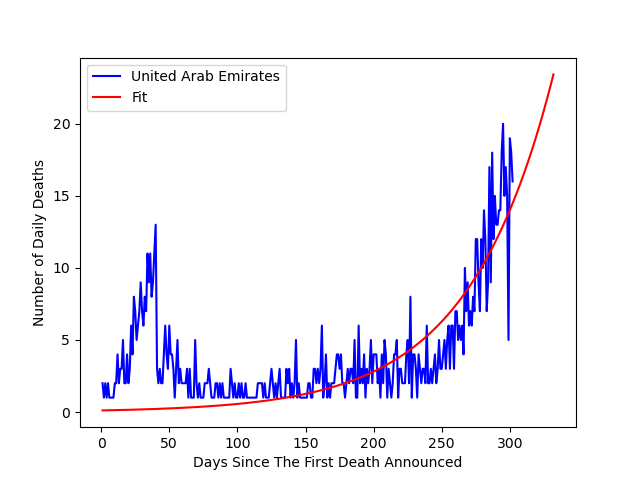 United Arab Emirates
Fit
Number of Daily Deaths
20
15
10
5
0
0 50 100 150 200 250 300
Days Since The First Death Announced